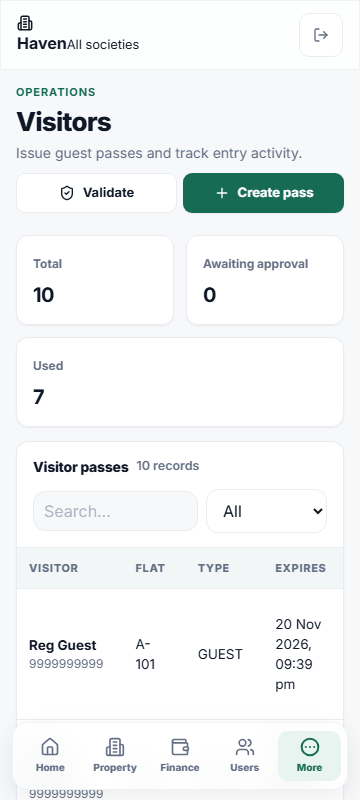 Haven All societies
OPERATIONS
Visitors
Issue guest passes and track entry activity.
Validate
Create pass
Total
10
Awaiting approval
0
Used
7
Visitor passes 10 records
Search...
All
VISITOR FLAT TYPE EXPIRES
Reg Guest
9999999999
A-
101
GUEST
20 Nov
2026,
09:39
pm
Home Property Finance Users More
9999999999